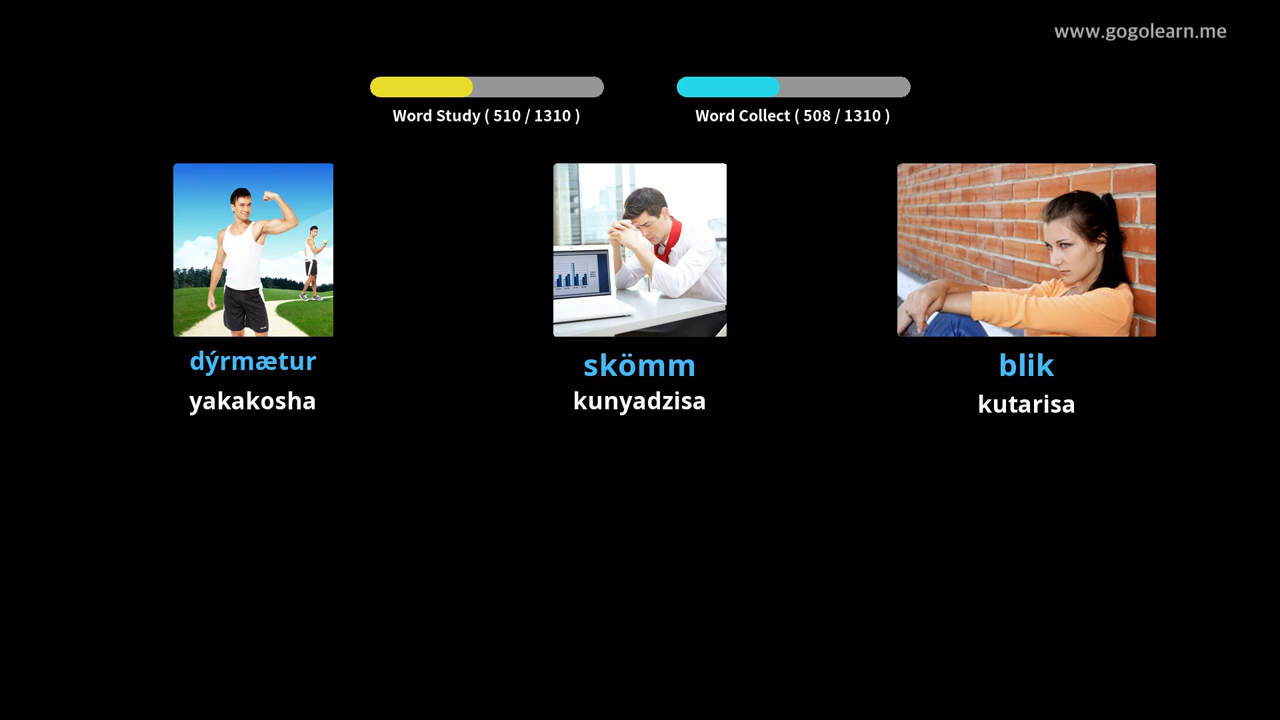 www.gogolearn.me
Word Study ( 510 / 1310 )
Word Collect ( 508 / 1310 )
dýrmætur
yakakosha
skömm
kunyadzisa
blik
kutarisa